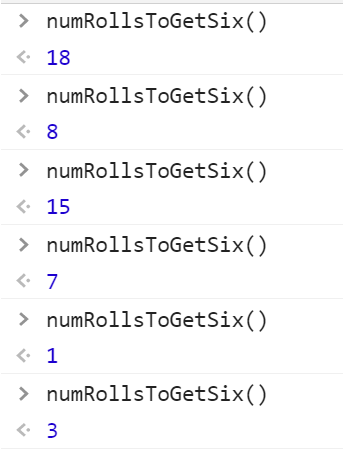 > numRollsToGetSix()
18
> numRollsToGetSix()
8
> numRollsToGetSix()
15
> numRollsToGetSix()
7
> numRollsToGetSix()
1
> numRollsToGetSix()
3